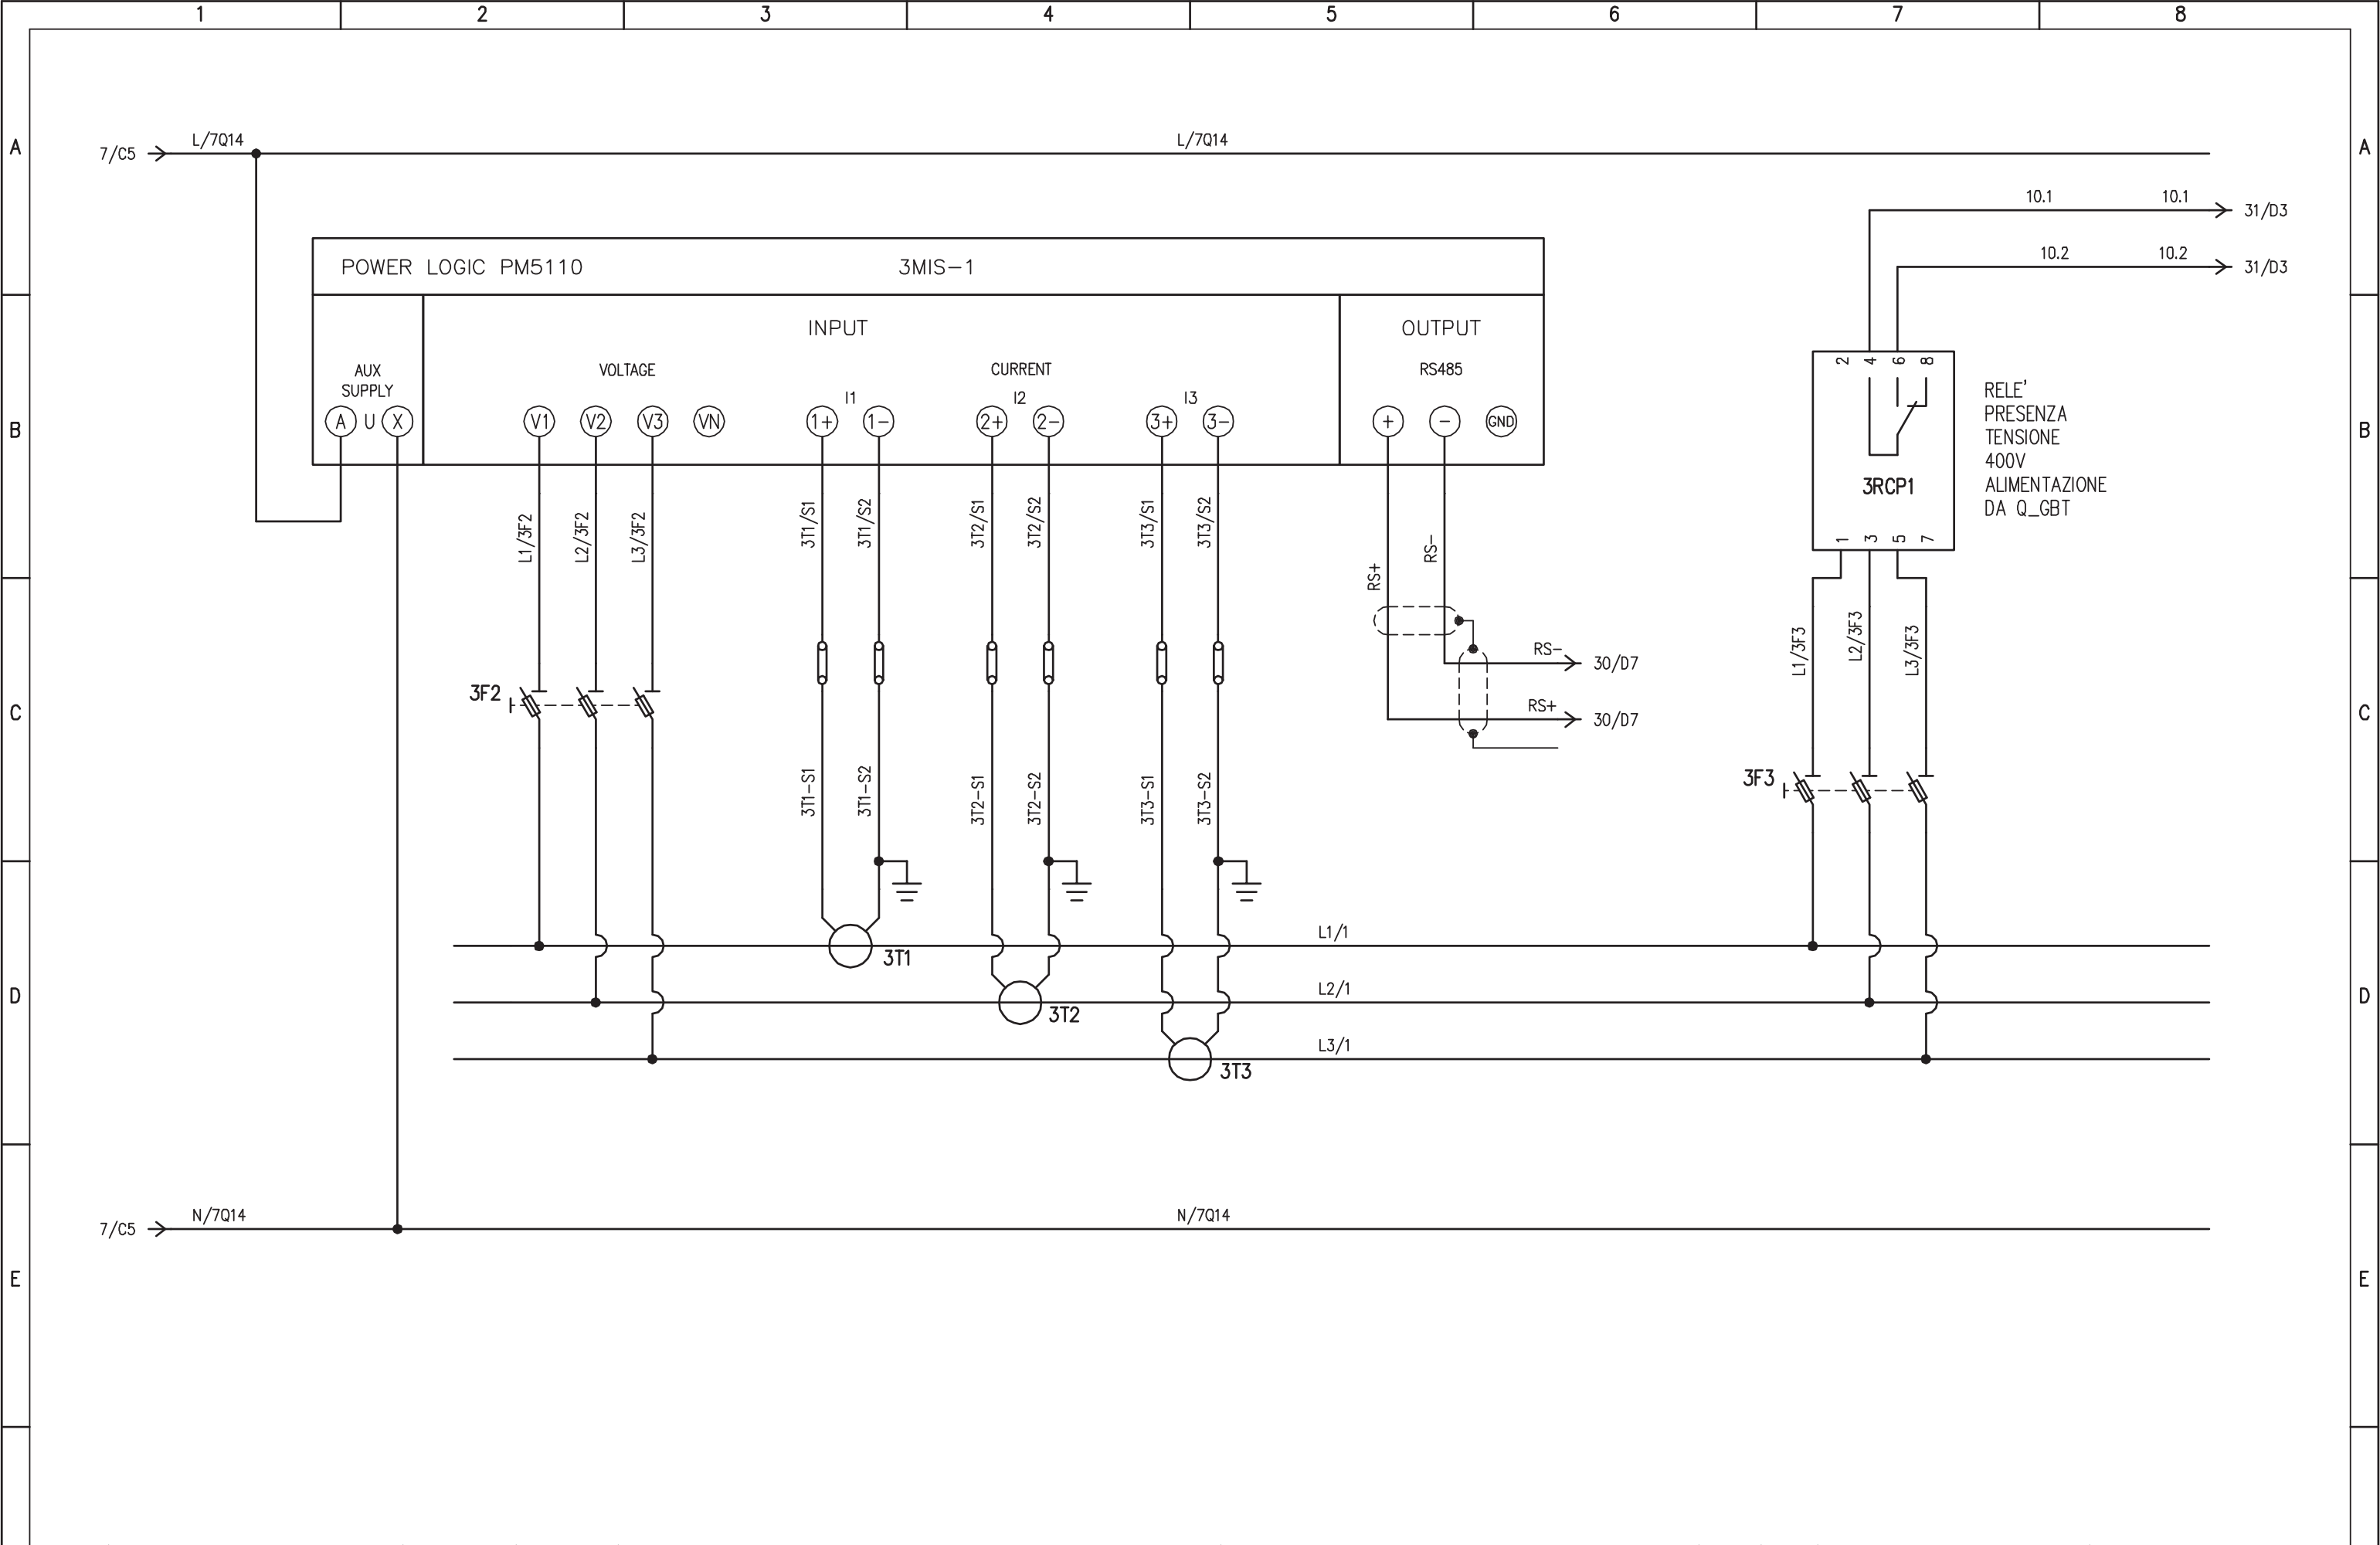 1 2 3 4 5 6 7 8
A A
7/C5 L/7Q14 L/7Q14
10.1 10.1 31/D3
10.2 10.2 31/D3
POWER LOGIC PM5110 3MIS-1
INPUT OUTPUT
AUX
SUPPLY
VOLTAGE CURRENT RS485
I1 I2 I3
A U X V1 V2 V3 VN 1+ 1- 2+ 2- 3+ 3- + - GND
B B
2 4 6 8
3RCP1
1 3 5 7
RELE'
PRESENZA
TENSIONE
400V
ALIMENTAZIONE
DA Q_GBT
L1/3F2 L2/3F2 L3/3F2 3T1/S1 3T1/S2 3T2/S1 3T2/S2 3T3/S1 3T3/S2 RS+ RS-
L1/3F3 L2/3F3 L3/3F3
RS- 30/D7
RS+ 30/D7
3F2
C C
3F3
3T1-S1 3T1-S2 3T2-S1 3T2-S2 3T3-S1 3T3-S2
L1/1
3T1
L2/1
D D
3T2
L3/1
3T3
7/C5 N/7Q14 N/7Q14
E E